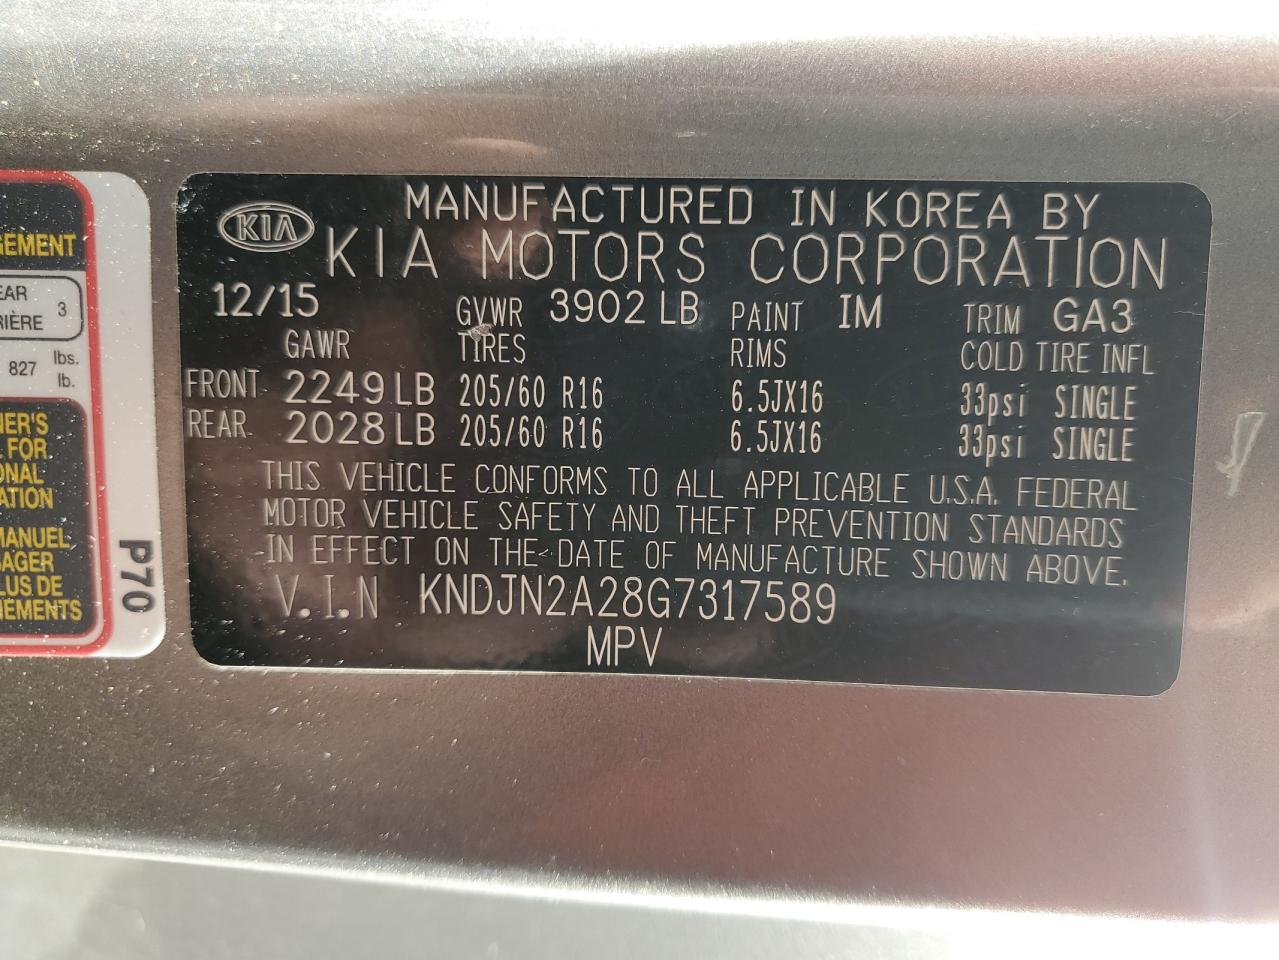 GEMENT
EAR
RIÈRE 3
827 lbs.
lb.
NER'S
FOR
ONAL
ATION
MANUEL
AGER
LUS DE
NEMENTS
P70
KIA
MANUFACTURED IN KOREA BY
KIA MOTORS CORPORATION
12/15 GVWR 3902 LB PAINT IM TRIM GA3
GAWR TIRES RIMS COLD TIRE INFL
FRONT 2249 LB 205/60 R16 6.5JX16 33psi SINGLE
REAR 2028 LB 205/60 R16 6.5JX16 33psi SINGLE
THIS VEHICLE CONFORMS TO ALL APPLICABLE U.S.A. FEDERAL
MOTOR VEHICLE SAFETY AND THEFT PREVENTION STANDARDS
IN EFFECT ON THE DATE OF MANUFACTURE SHOWN ABOVE.
V.I.N KNDJN2A28G7317589
MPV